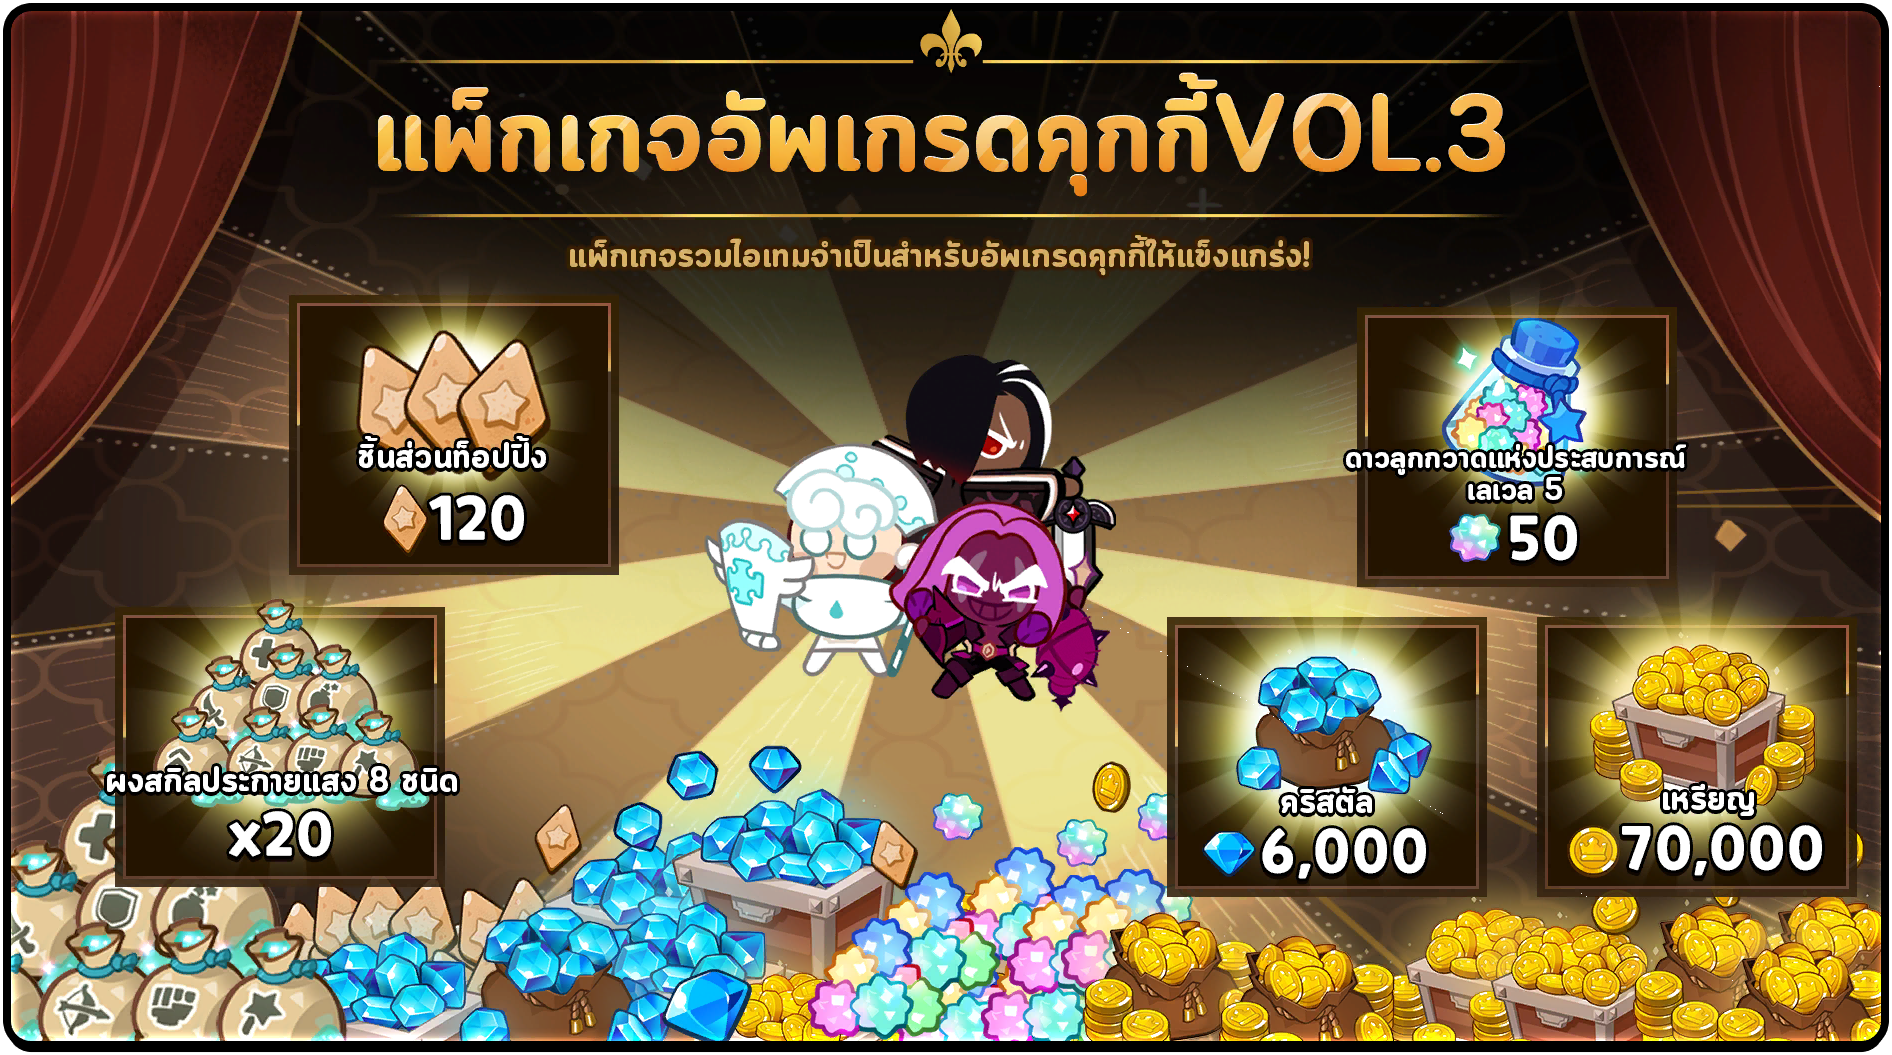 แพ็กเกจอัพเกรดคุกกี้VOL.3
แพ็กเกจรวมไอเทมจำเป็นสำหรับอัพเกรดคุกกี้ให้แข็งแกร่ง!
ชิ้นส่วนท็อปปิ้ง
120
ดาวลูกกวาดแห่งประสบการณ์
เลเวล 5
50
ผงสกิลประกายแสง 8 ชนิด
x20
คริสตัล
6,000
เหรียญ
70,000